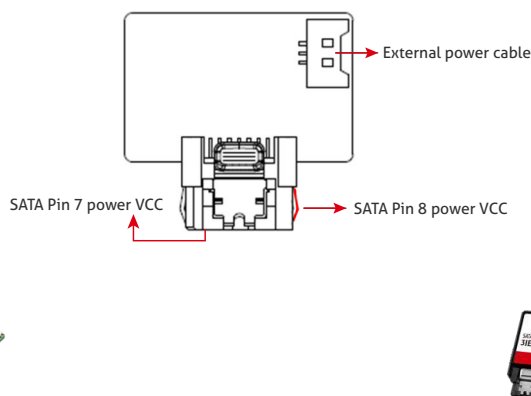 External power cable
SATA Pin 7 power VCC
SATA Pin 8 power VCC